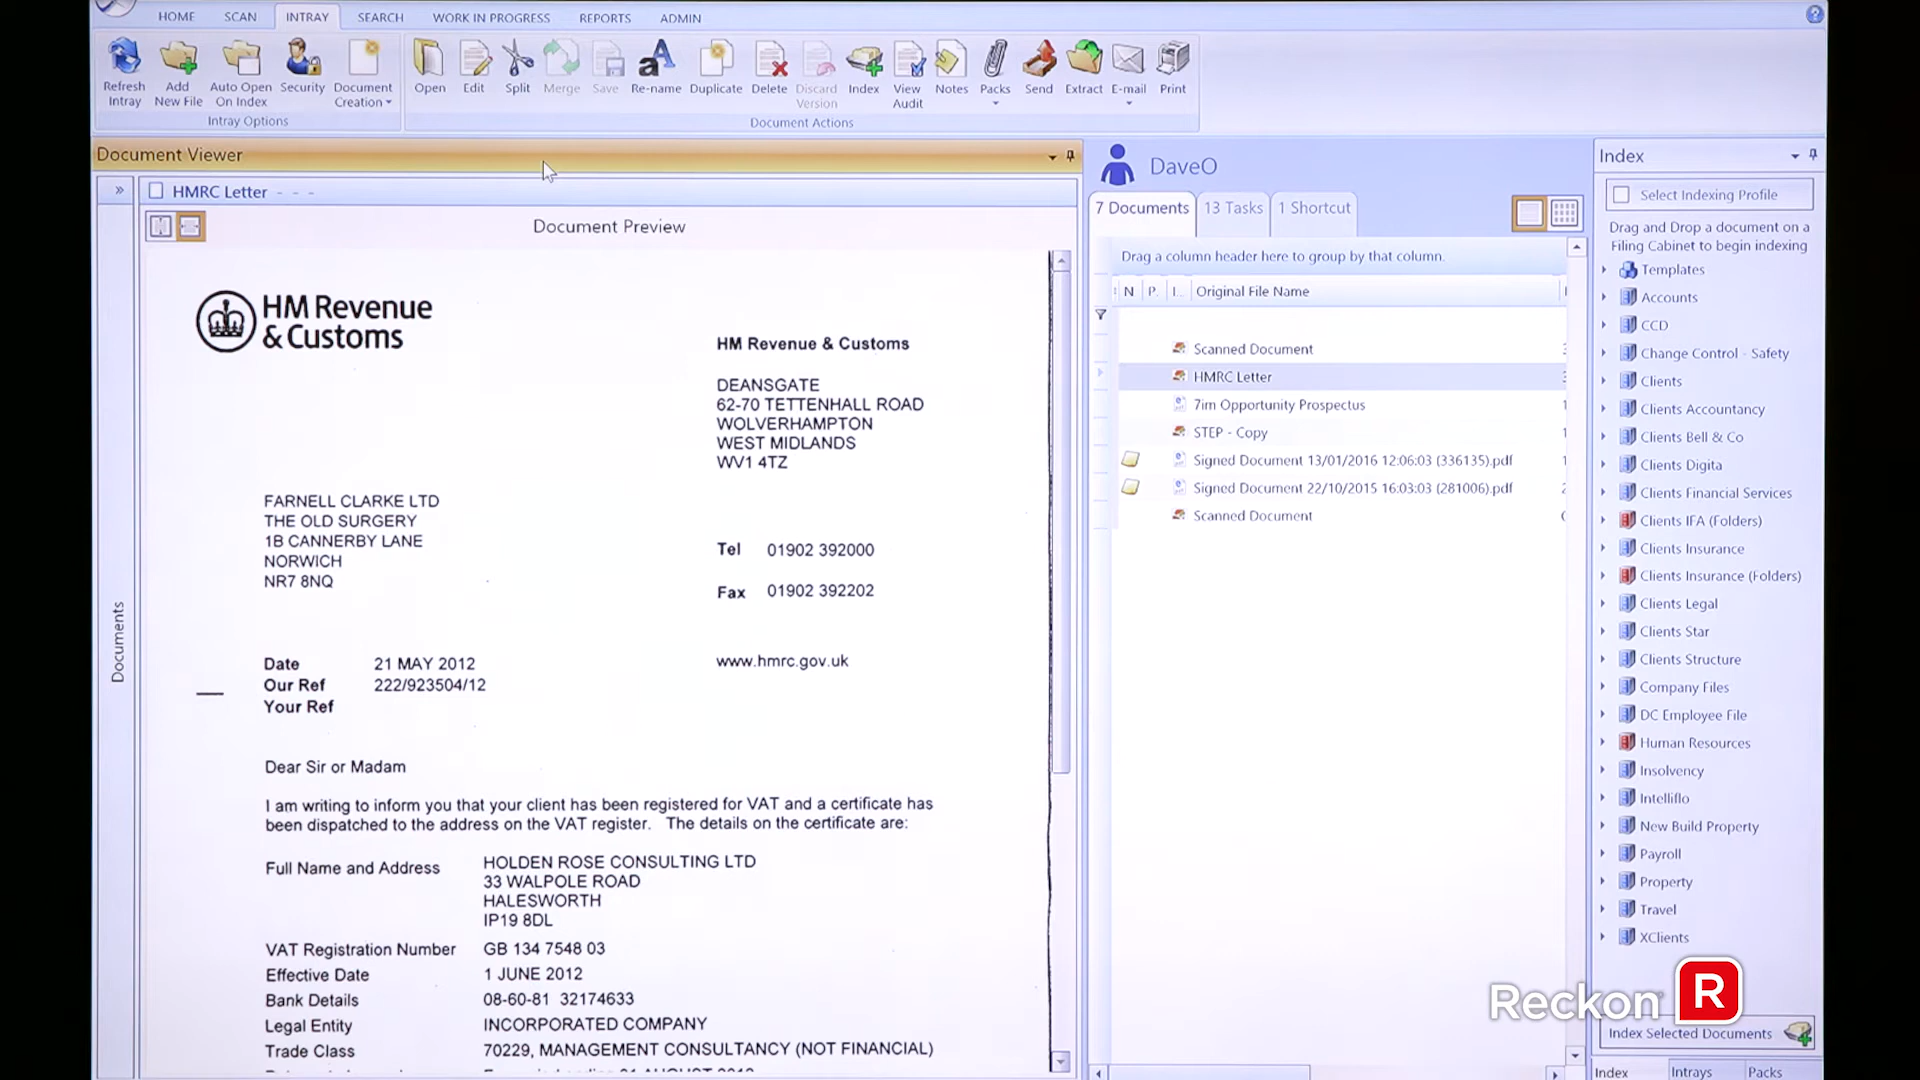 HOME SCAN INTRAY SEARCH WORK IN PROGRESS REPORTS ADMIN
Refresh Intray
Add New File
Auto Open On Index
Security
Document Creation
Open
Edit
Split
Merge
Save
Re-name
Duplicate
Delete
Discard Version
Index
View Audit
Notes
Packs
Send
Extract
E-mail
Print
Intray Options
Document Actions
Document Viewer
» HMRC Letter - - -
Document Preview
Documents
HM Revenue
& Customs
HM Revenue & Customs
DEANSGATE
62-70 TETTENHALL ROAD
WOLVERHAMPTON
WEST MIDLANDS
WV1 4TZ
FARNELL CLARKE LTD
THE OLD SURGERY
1B CANNERBY LANE
NORWICH
NR7 8NQ
Tel 01902 392000
Fax 01902 392202
Date 21 MAY 2012
Our Ref 222/923504/12
Your Ref
www.hmrc.gov.uk
Dear Sir or Madam
I am writing to inform you that your client has been registered for VAT and a certificate has
been dispatched to the address on the VAT register. The details on the certificate are:
Full Name and Address HOLDEN ROSE CONSULTING LTD
33 WALPOLE ROAD
HALESWORTH
IP19 8DL
VAT Registration Number GB 134 7548 03
Effective Date 1 JUNE 2012
Bank Details 08-60-81 32174633
Legal Entity INCORPORATED COMPANY
Trade Class 70229, MANAGEMENT CONSULTANCY (NOT FINANCIAL)
DaveO
7 Documents 13 Tasks 1 Shortcut
Drag a column header here to group by that column.
N P. I... Original File Name
Scanned Document
HMRC Letter
7im Opportunity Prospectus
STEP - Copy
Signed Document 13/01/2016 12:06:03 (336135).pdf
Signed Document 22/10/2015 16:03:03 (281006).pdf
Scanned Document
Index
Select Indexing Profile
Drag and Drop a document on a
Filing Cabinet to begin indexing
Templates
Accounts
CCD
Change Control - Safety
Clients
Clients Accountancy
Clients Bell & Co
Clients Digita
Clients Financial Services
Clients IFA (Folders)
Clients Insurance
Clients Insurance (Folders)
Clients Legal
Clients Star
Clients Structure
Company Files
DC Employee File
Human Resources
Insolvency
Intelliflo
New Build Property
Payroll
Property
Travel
XClients
Reckon R
Index Selected Documents
Index Intrays Packs